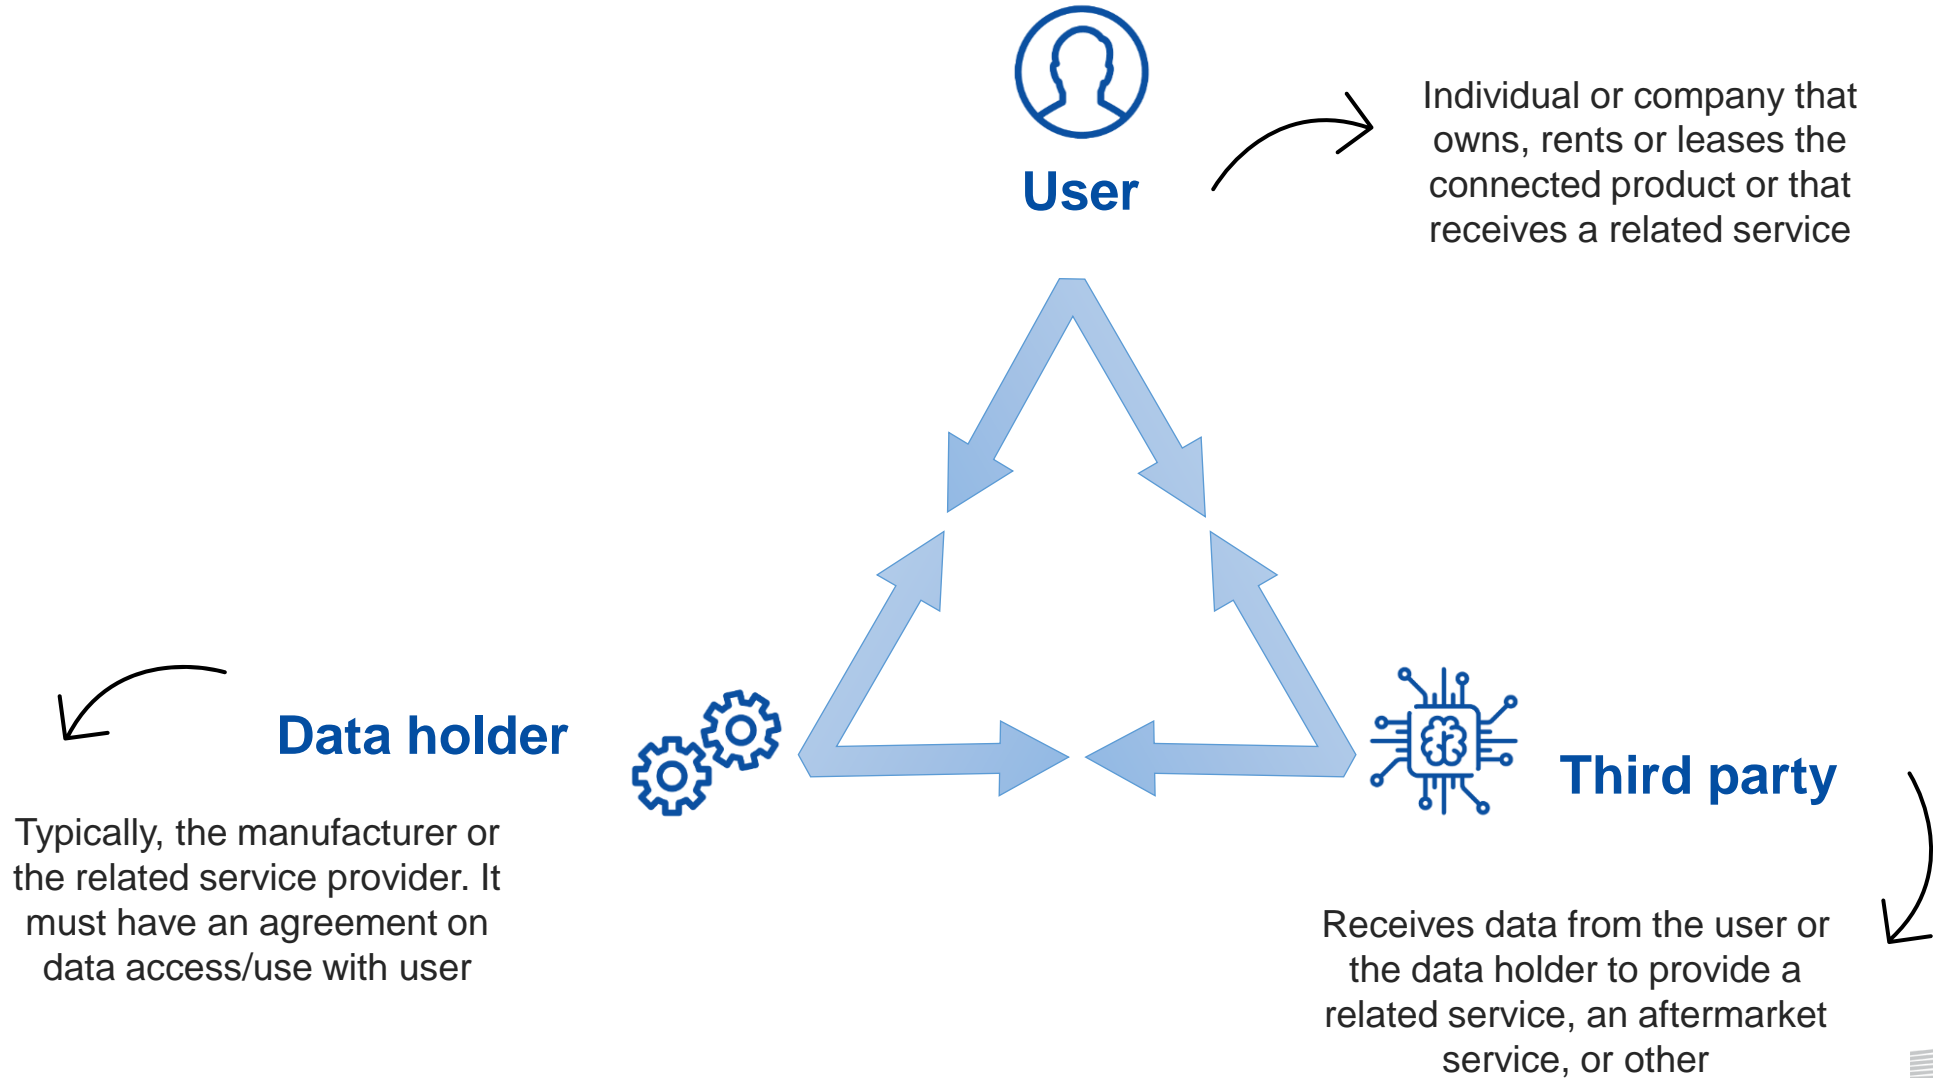 User
Individual or company that
owns, rents or leases the
connected product or that
receives a related service
Data holder
Typically, the manufacturer or
the related service provider. It
must have an agreement on
data access/use with user
Third party
Receives data from the user or
the data holder to provide a
related service, an aftermarket
service, or other